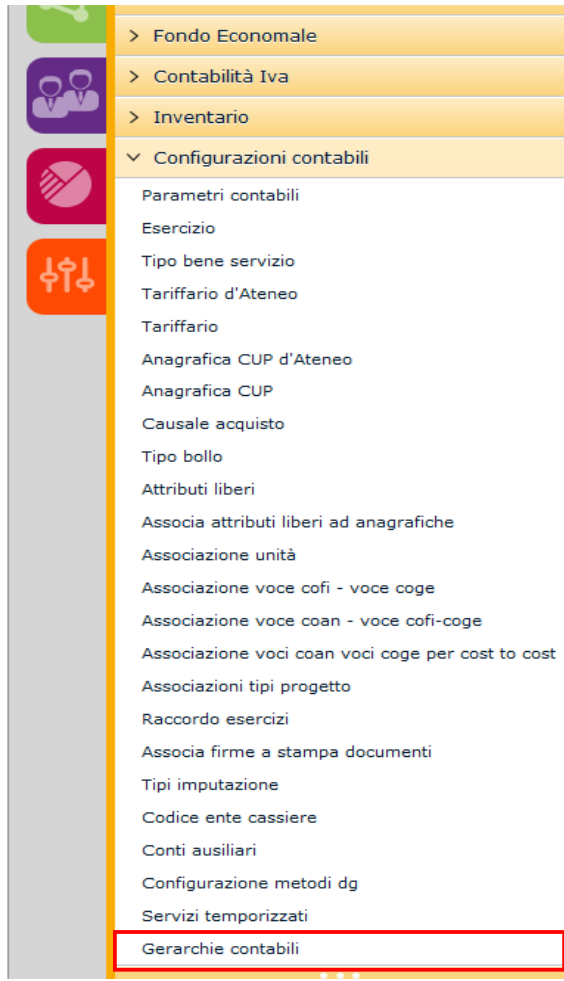 > Fondo Economale
> Contabilità Iva
> Inventario
Configurazioni contabili
Parametri contabili
Esercizio
Tipo bene servizio
Tariffario d'Ateneo
Tariffario
Anagrafica CUP d'Ateneo
Anagrafica CUP
Causale acquisto
Tipo bollo
Attributi liberi
Associa attributi liberi ad anagrafiche
Associazione unità
Associazione voce cofi - voce coge
Associazione voce coan - voce cofi-coge
Associazione voci coan voci coge per cost to cost
Associazioni tipi progetto
Raccordo esercizi
Associa firme a stampa documenti
Tipi imputazione
Codice ente cassiere
Conti ausiliari
Configurazione metodi dg
Servizi temporizzati
Gerarchie contabili